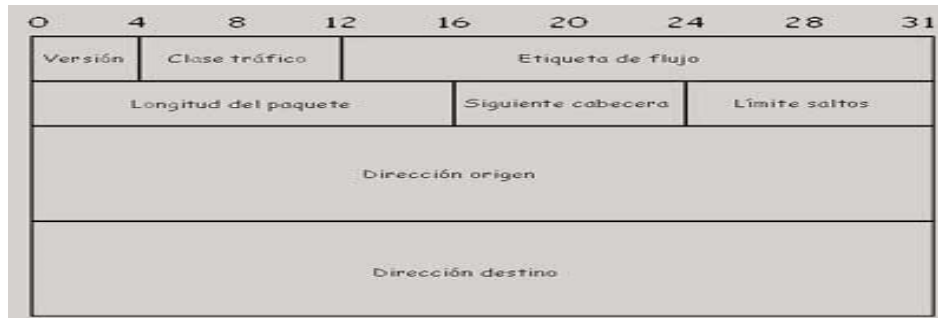 0 4 8 12 16 20 24 28 31
Versión Clase tráfico Etiqueta de flujo
Longitud del paquete Siguiente cabecera Límite saltos
Dirección origen
Dirección destino